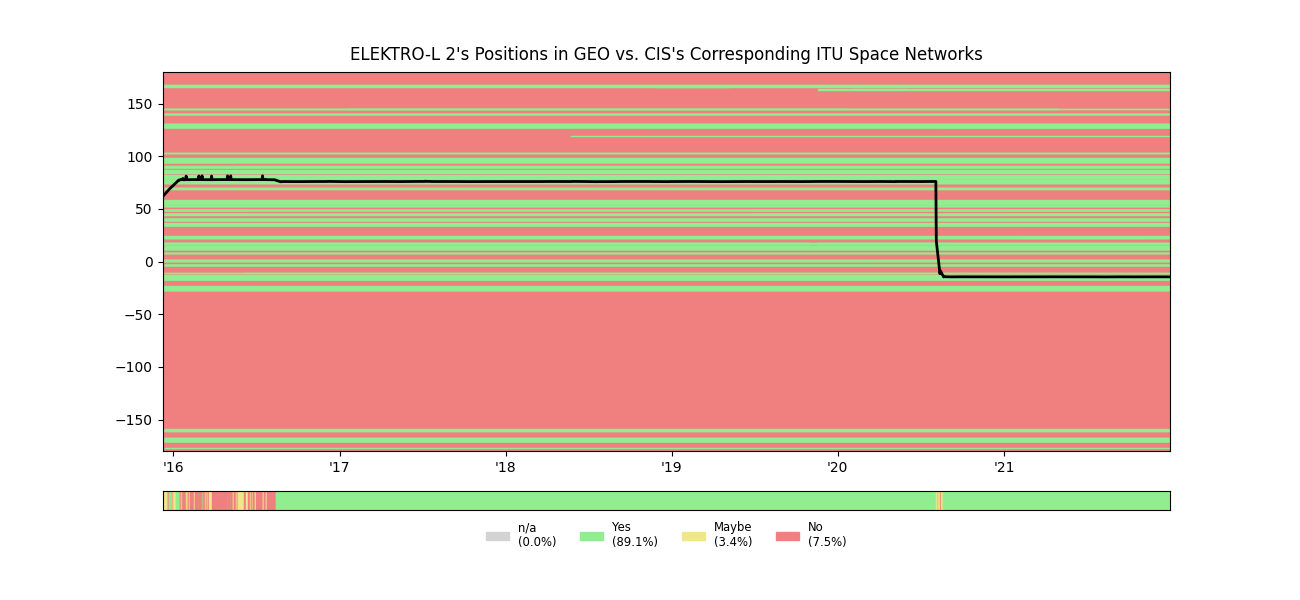 ELEKTRO-L 2's Positions in GEO vs. CIS's Corresponding ITU Space Networks
150
100
50
0
−50
−100
−150
'16 '17 '18 '19 '20 '21
n/a Yes Maybe No
(0.0%) (89.1%) (3.4%) (7.5%)